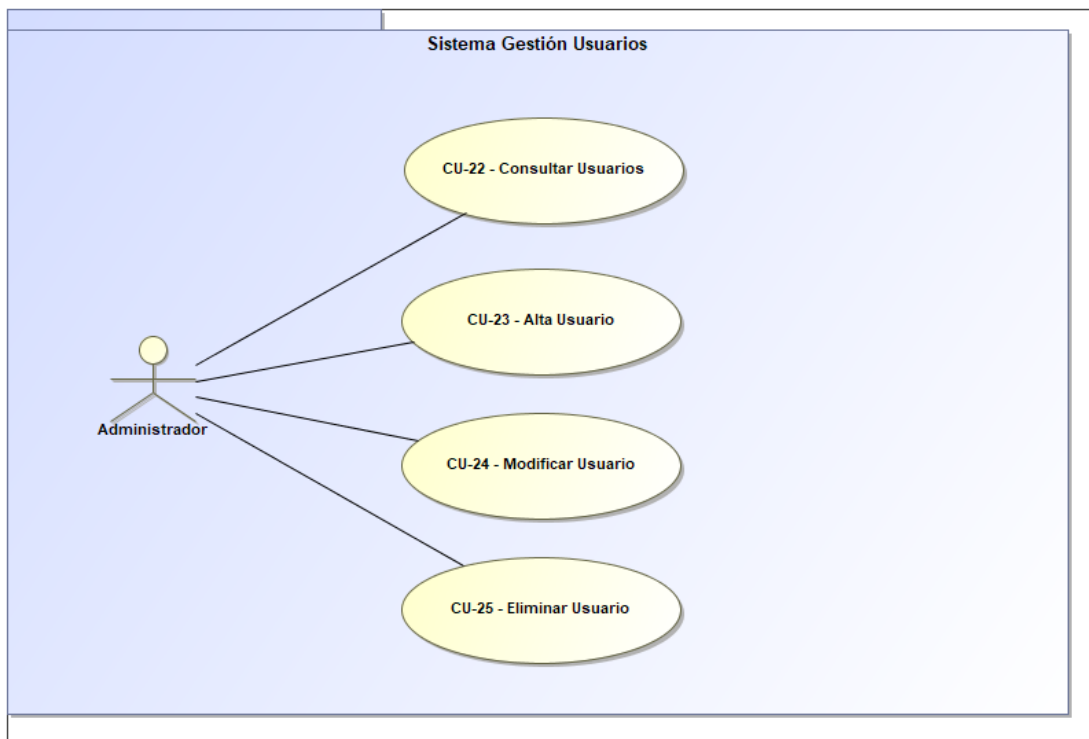 Sistema Gestión Usuarios
CU-22 - Consultar Usuarios
CU-23 - Alta Usuario
Administrador
CU-24 - Modificar Usuario
CU-25 - Eliminar Usuario